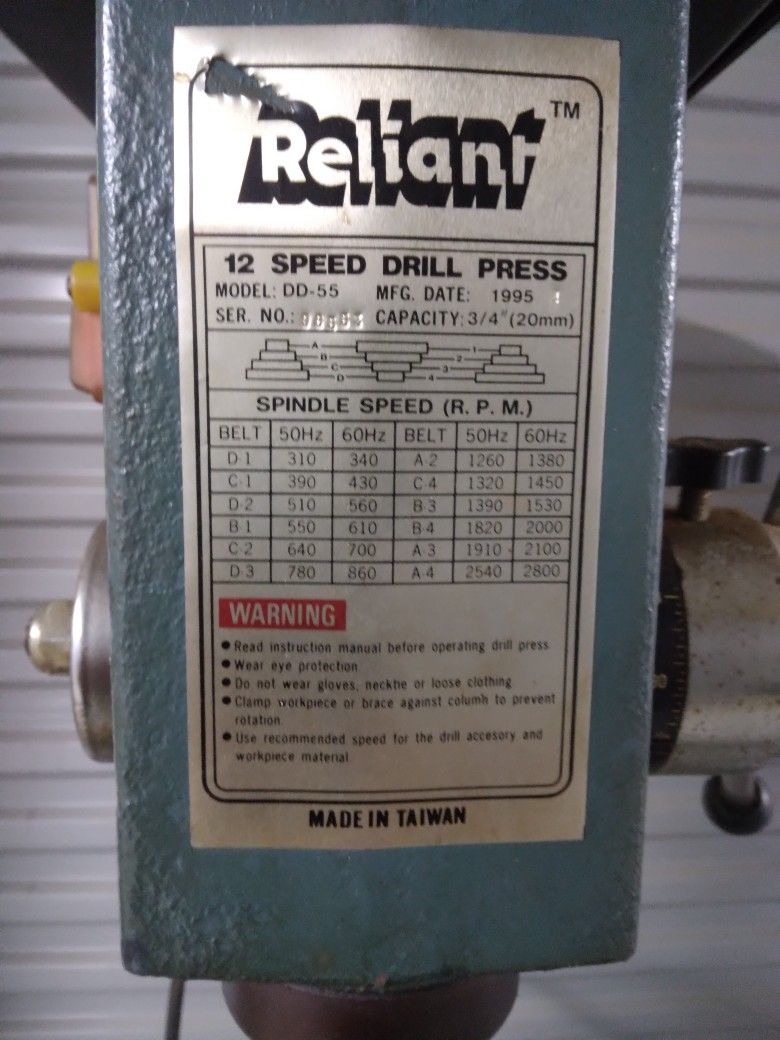 Reliant TM
12 SPEED DRILL PRESS
MODEL: DD-55 MFG. DATE: 1995
SER. NO.: CAPACITY: 3/4" (20mm)
A 1
B 2
C 3
D 4
SPINDLE SPEED (R. P. M.)
BELT 50Hz 60Hz BELT 50Hz 60Hz
D-1 310 340 A-2 1260 1380
C-1 390 430 C-4 1320 1450
D-2 510 560 B-3 1390 1530
B-1 550 610 B-4 1820 2000
C-2 640 700 A-3 1910 2100
D-3 780 860 A-4 2540 2800
WARNING
● Read instruction manual before operating drill press
● Wear eye protection.
● Do not wear gloves, necktie or loose clothing
● Clamp workpiece or brace against column to prevent
rotation.
● Use recommended speed for the drill accesory and
workpiece material
MADE IN TAIWAN